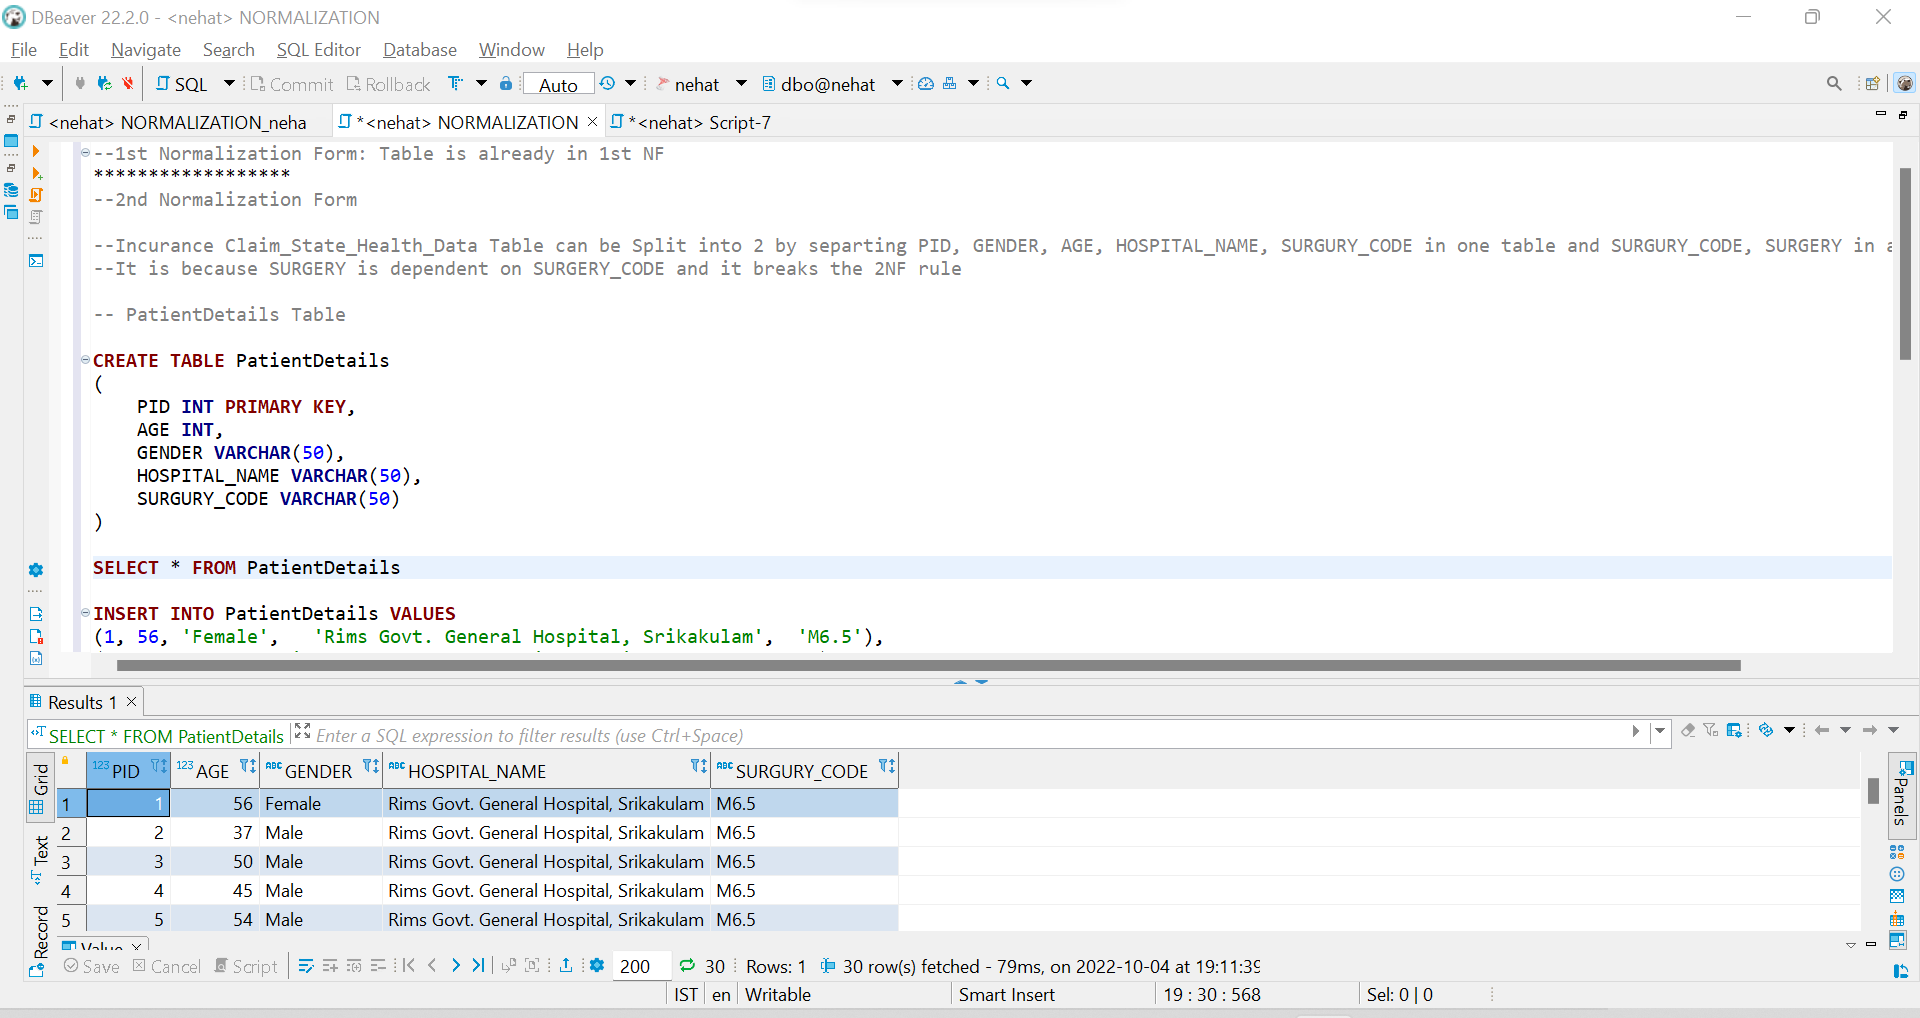 DBeaver 22.2.0 - <nehat> NORMALIZATION
File Edit Navigate Search SQL Editor Database Window Help
SQL Commit Rollback Auto nehat dbo@nehat
<nehat> NORMALIZATION_neha *<nehat> NORMALIZATION *<nehat> Script-7
--1st Normalization Form: Table is already in 1st NF
******************
--2nd Normalization Form
--Incurance Claim_State_Health_Data Table can be Split into 2 by separting PID, GENDER, AGE, HOSPITAL_NAME, SURGURY_CODE in one table and SURGURY_CODE, SURGERY in a
--It is because SURGERY is dependent on SURGERY_CODE and it breaks the 2NF rule
-- PatientDetails Table
CREATE TABLE PatientDetails
(
PID INT PRIMARY KEY,
AGE INT,
GENDER VARCHAR(50),
HOSPITAL_NAME VARCHAR(50),
SURGURY_CODE VARCHAR(50)
)
SELECT * FROM PatientDetails
INSERT INTO PatientDetails VALUES
(1, 56, 'Female', 'Rims Govt. General Hospital, Srikakulam', 'M6.5'),
Results 1
SELECT * FROM PatientDetails Enter a SQL expression to filter results (use Ctrl+Space)
Grid
Text
Record
Panels
123 PID 123 AGE ABC GENDER ABC HOSPITAL_NAME ABC SURGURY_CODE
1 1 56 Female Rims Govt. General Hospital, Srikakulam M6.5
2 2 37 Male Rims Govt. General Hospital, Srikakulam M6.5
3 3 50 Male Rims Govt. General Hospital, Srikakulam M6.5
4 4 45 Male Rims Govt. General Hospital, Srikakulam M6.5
5 5 54 Male Rims Govt. General Hospital, Srikakulam M6.5
Value
Save Cancel Script 200 30 Rows: 1 30 row(s) fetched - 79ms, on 2022-10-04 at 19:11:39
IST en Writable Smart Insert 19 : 30 : 568 Sel: 0 | 0